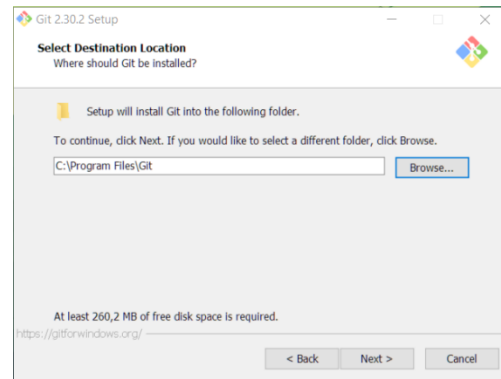 Git 2.30.2 Setup
Select Destination Location
Where should Git be installed?
Setup will install Git into the following folder.
To continue, click Next. If you would like to select a different folder, click Browse.
C:\Program Files\Git
Browse...
At least 260,2 MB of free disk space is required.
https://gitforwindows.org/
< Back Next > Cancel